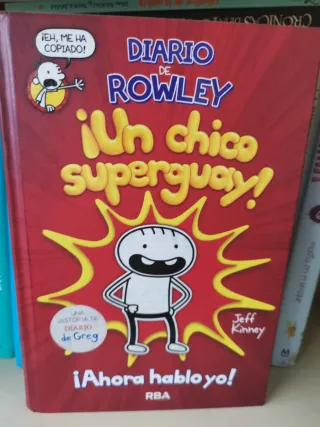 ¡EH, ME HA
COPIADO!
DIARIO
DE
ROWLEY
¡Un chico
superguay!
UNA
HISTORIA DE
DIARIO
de Greg
Jeff
Kinney
¡Ahora hablo yo!
RBA
CRÓNICAS